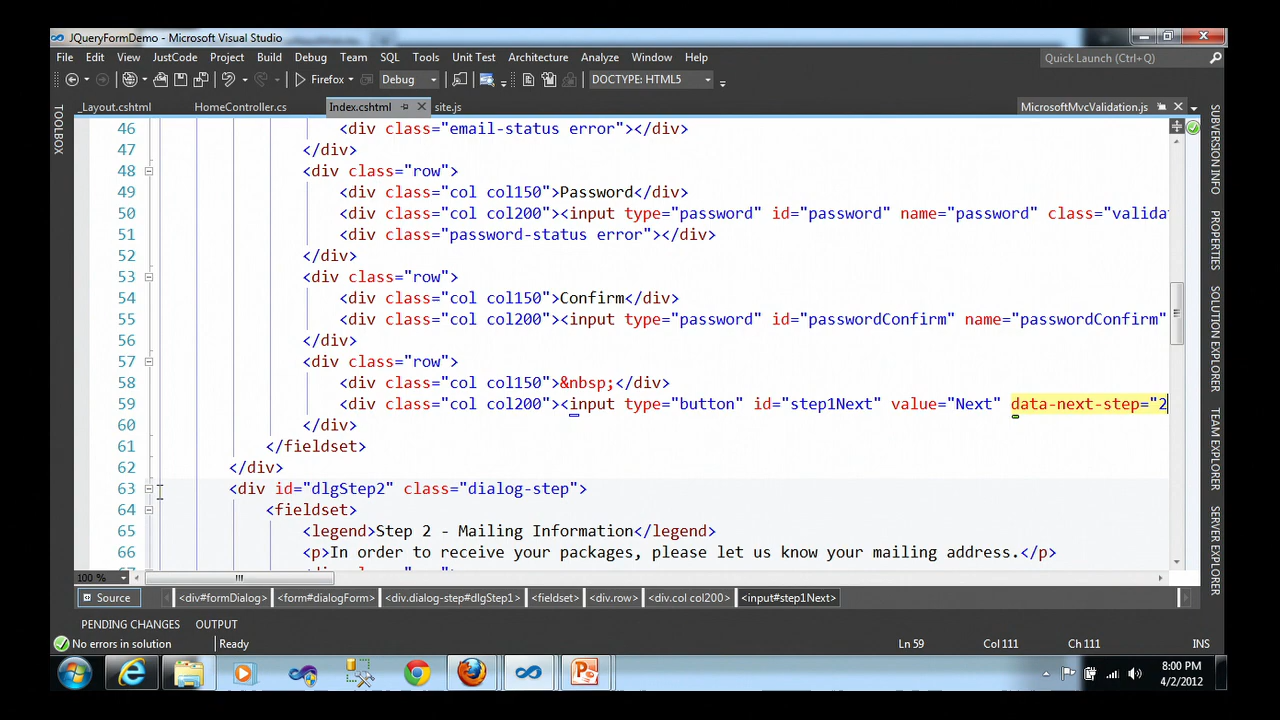 JQueryFormDemo - Microsoft Visual Studio
File Edit View JustCode Project Build Debug Team SQL Tools Unit Test Architecture Analyze Window Help
Quick Launch (Ctrl+Q)
Firefox Debug DOCTYPE: HTML5
_Layout.cshtml HomeController.cs Index.cshtml site.js MicrosoftMvcValidation.js
TOOLBOX
46 <div class="email-status error"></div>
47 </div>
48 <div class="row">
49 <div class="col col150">Password</div>
50 <div class="col col200"><input type="password" id="password" name="password" class="valida
51 <div class="password-status error"></div>
52 </div>
53 <div class="row">
54 <div class="col col150">Confirm</div>
55 <div class="col col200"><input type="password" id="passwordConfirm" name="passwordConfirm"
56 </div>
57 <div class="row">
58 <div class="col col150">&nbsp;</div>
59 <div class="col col200"><input type="button" id="step1Next" value="Next" data-next-step="2
60 </div>
61 </fieldset>
62 </div>
63 <div id="dlgStep2" class="dialog-step">
64 <fieldset>
65 <legend>Step 2 - Mailing Information</legend>
66 <p>In order to receive your packages, please let us know your mailing address.</p>
SUBVERSION INFO
PROPERTIES
SOLUTION EXPLORER
TEAM EXPLORER
SERVER EXPLORER
100 %
Source <div#formDialog> <form#dialogForm> <div.dialog-step#dlgStep1> <fieldset> <div.row> <div.col col200> <input#step1Next>
PENDING CHANGES OUTPUT
No errors in solution Ready Ln 59 Col 111 Ch 111 INS
8:00 PM
4/2/2012